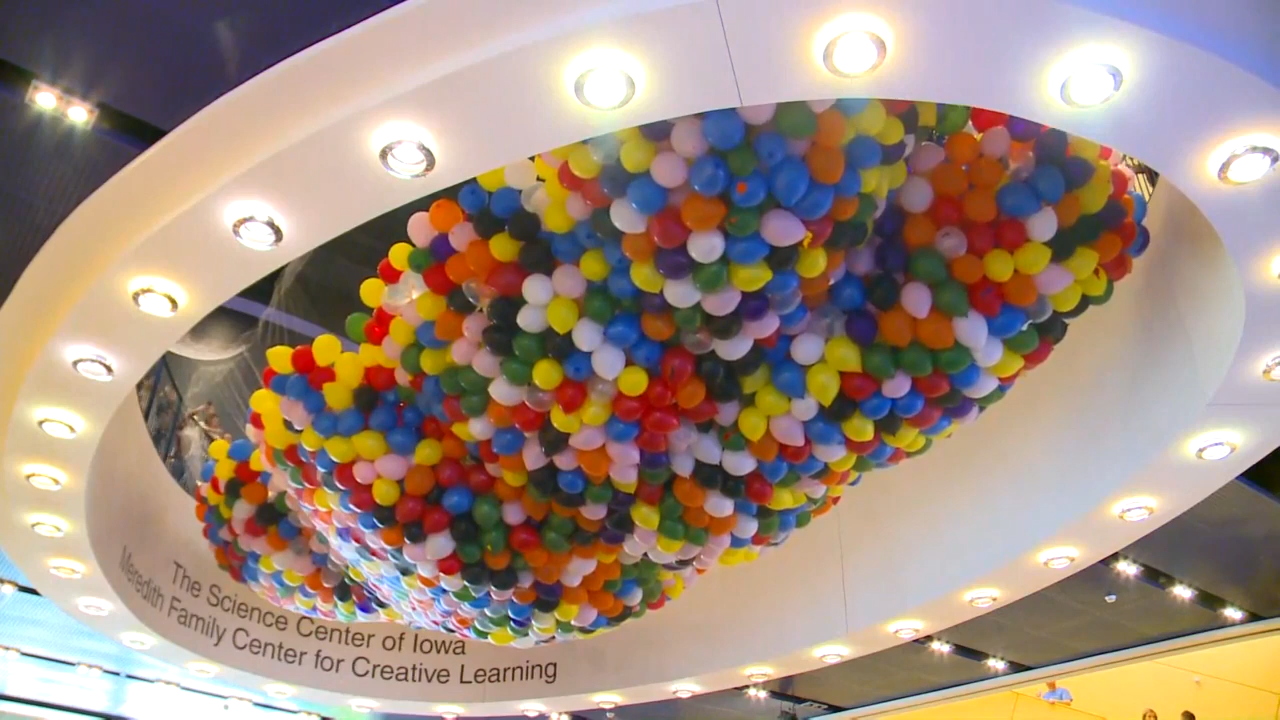 The Science Center of Iowa
Meredith Family Center for Creative Learning